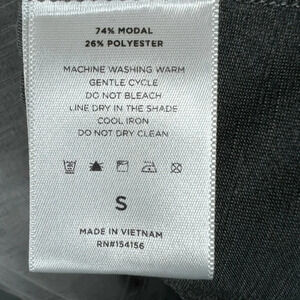 74% MODAL
26% POLYESTER
MACHINE WASHING WARM
GENTLE CYCLE
DO NOT BLEACH
LINE DRY IN THE SHADE
COOL IRON
DO NOT DRY CLEAN
S
MADE IN VIETNAM
RN#154156